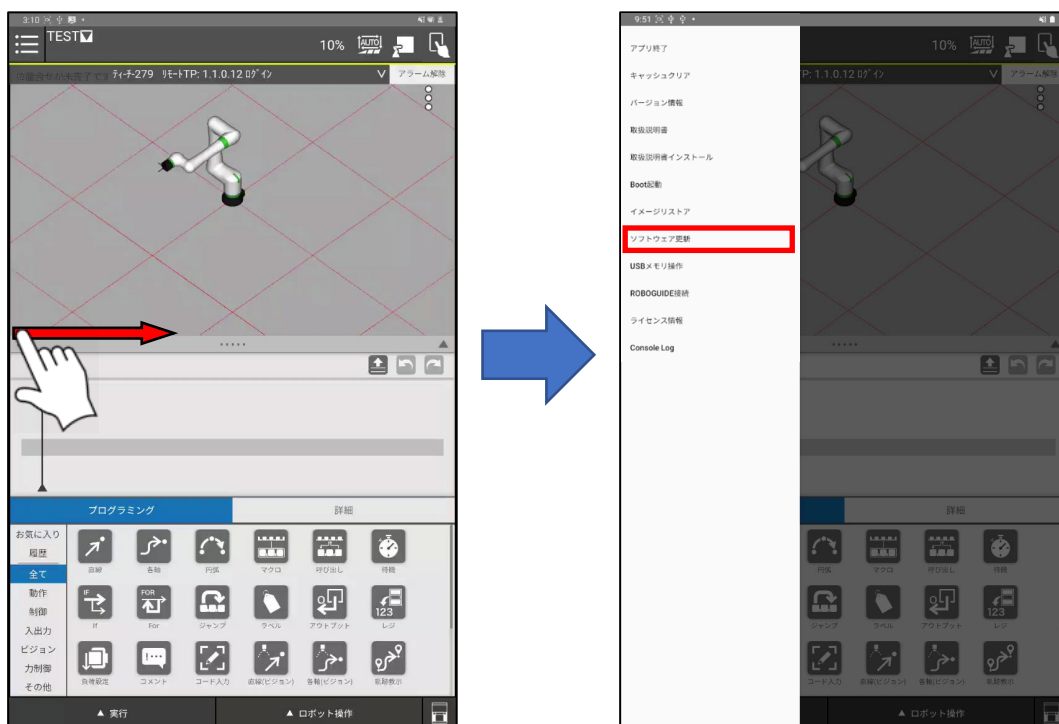 3:10
TEST
10%
AUTO
ティーチ-279 リモートTP: 1.1.0.12 ログイン
アラーム解除
プログラミング
詳細
お気に入り
履歴
全て
動作
制御
入出力
ビジョン
力制御
その他
直線
各軸
円弧
マクロ
呼び出し
待機
IF
FOR
123
If
For
ジャンプ
ラベル
アウトプット
レジ
負荷設定
コメント
コード入力
直線(ビジョン)
各軸(ビジョン)
軌跡教示
▲ 実行
▲ ロボット操作
9:51
アプリ終了
キャッシュクリア
バージョン情報
取扱説明書
取扱説明書インストール
Boot起動
イメージリストア
ソフトウェア更新
USBメモリ操作
ROBOGUIDE接続
ライセンス情報
Console Log
10%
AUTO
TP: 1.1.0.12 ログイン
アラーム解除
詳細
円弧
マクロ
呼び出し
待機
123
ジャンプ
ラベル
アウトプット
レジ
コード入力
直線(ビジョン)
各軸(ビジョン)
軌跡教示
▲ ロボット操作